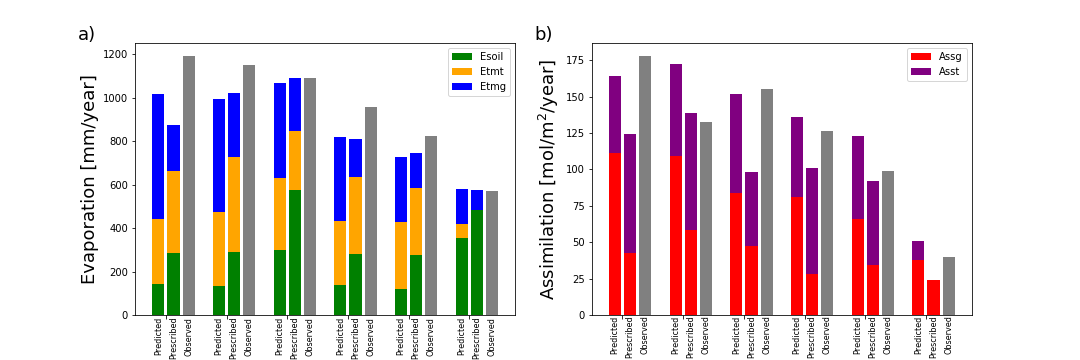 a)
Evaporation [mm/year]
1200
1000
800
600
400
200
0
Esoil
Etmt
Etmg
Predicted
Prescribed
Observed
Predicted
Prescribed
Observed
Predicted
Prescribed
Observed
Predicted
Prescribed
Observed
Predicted
Prescribed
Observed
Predicted
Prescribed
Observed
b)
Assimilation [mol/m²/year]
175
150
125
100
75
50
25
0
Assg
Asst
Predicted
Prescribed
Observed
Predicted
Prescribed
Observed
Predicted
Prescribed
Observed
Predicted
Prescribed
Observed
Predicted
Prescribed
Observed
Predicted
Prescribed
Observed